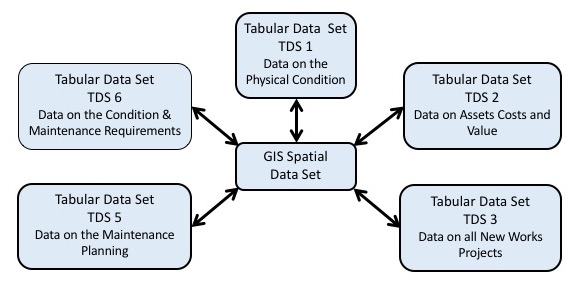 Tabular Data Set
TDS 1
Data on the
Physical Condition
Tabular Data Set
TDS 6
Data on the Condition &
Maintenance Requirements
Tabular Data Set
TDS 2
Data on Assets Costs and
Value
GIS Spatial
Data Set
Tabular Data Set
TDS 5
Data on the Maintenance
Planning
Tabular Data Set
TDS 3
Data on all New Works
Projects